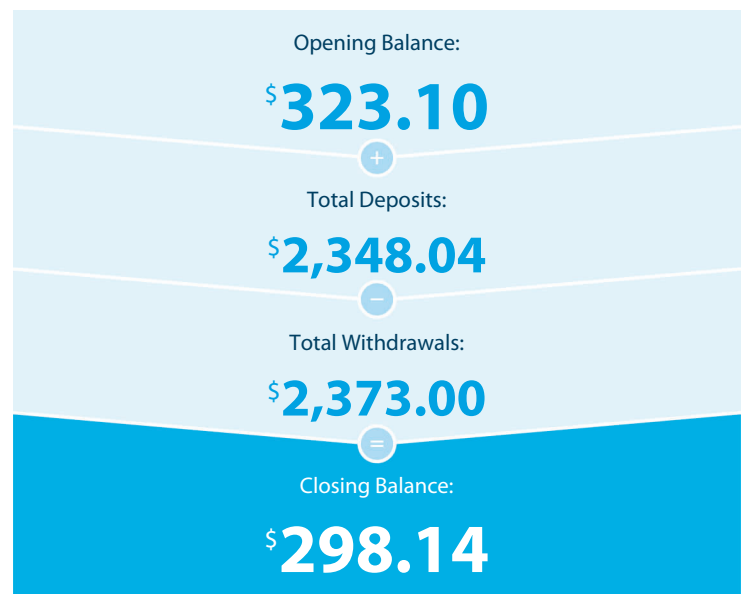 Opening Balance:
$323.10
+
Total Deposits:
$2,348.04
−
Total Withdrawals:
$2,373.00
=
Closing Balance:
$298.14